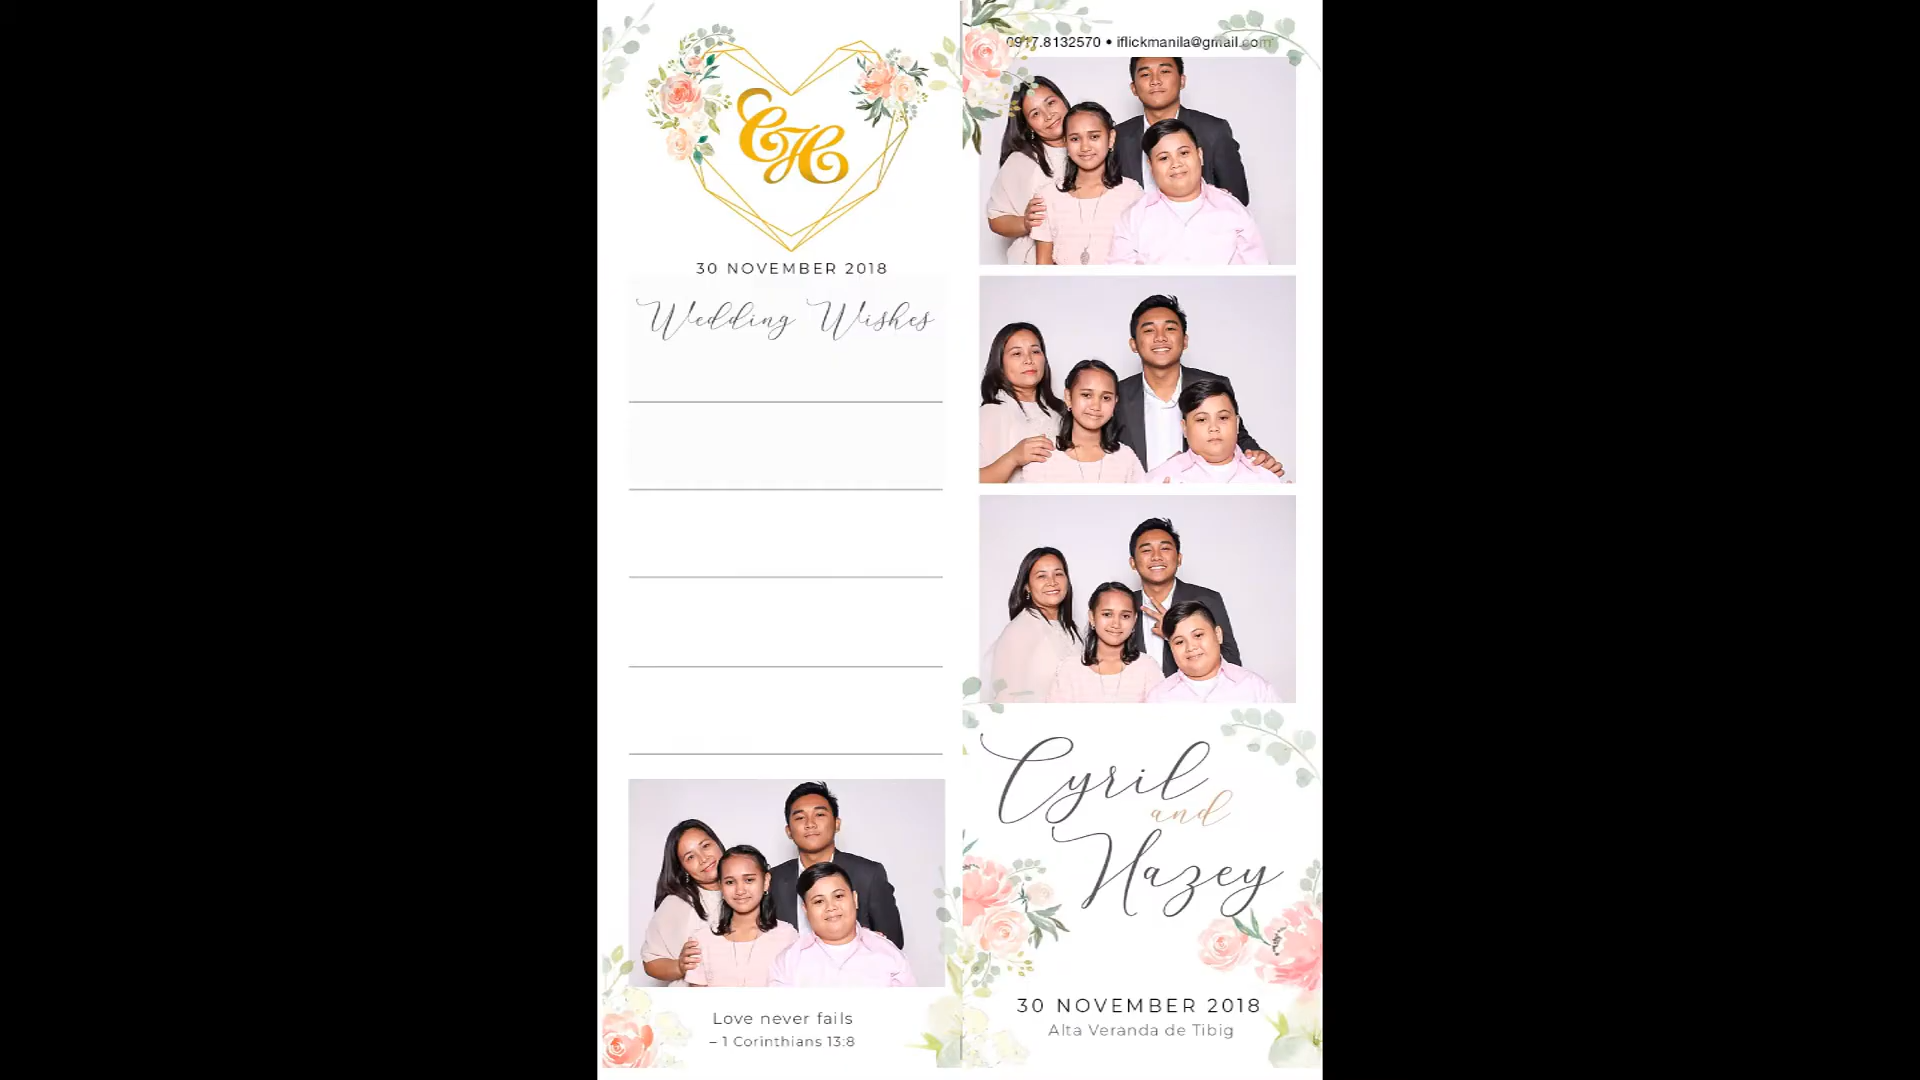 CH
30 NOVEMBER 2018
Wedding Wishes
Love never fails
– 1 Corinthians 13:8
0917.8132570 • iflickmanila@gmail.com
Cyril
and
Hazey
30 NOVEMBER 2018
Alta Veranda de Tibig